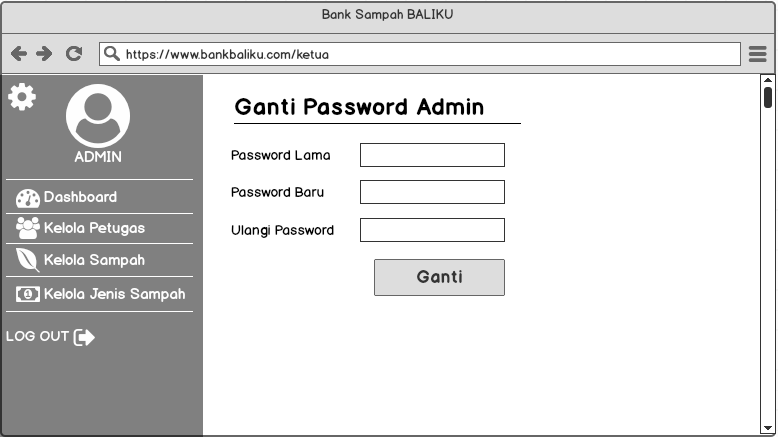 Bank Sampah BALIKU
https://www.bankbaliku.com/ketua
ADMIN
Dashboard
Kelola Petugas
Kelola Sampah
Kelola Jenis Sampah
LOG OUT
Ganti Password Admin
Password Lama
Password Baru
Ulangi Password
Ganti